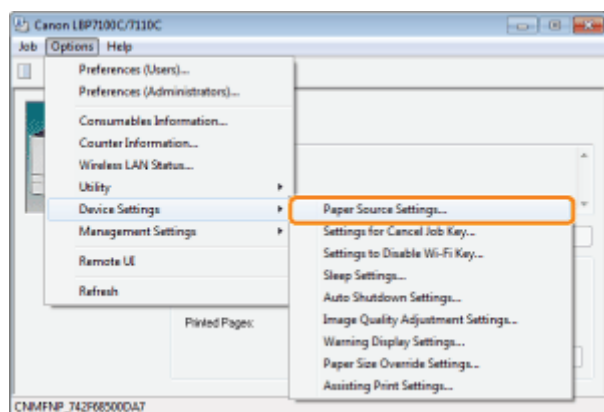 Canon LBP7100C/7110C
Job Options Help
Preferences (Users)...
Preferences (Administrators)...
Consumables Information...
Counter Information...
Wireless LAN Status...
Utility
Device Settings
Management Settings
Remote UI
Refresh
Paper Source Settings...
Settings for Cancel Job Key...
Settings to Disable Wi-Fi Key...
Sleep Settings...
Auto Shutdown Settings...
Image Quality Adjustment Settings...
Warning Display Settings...
Paper Size Override Settings...
Assisting Print Settings...
Printed Pages:
CNMFNP_742F68500DA7